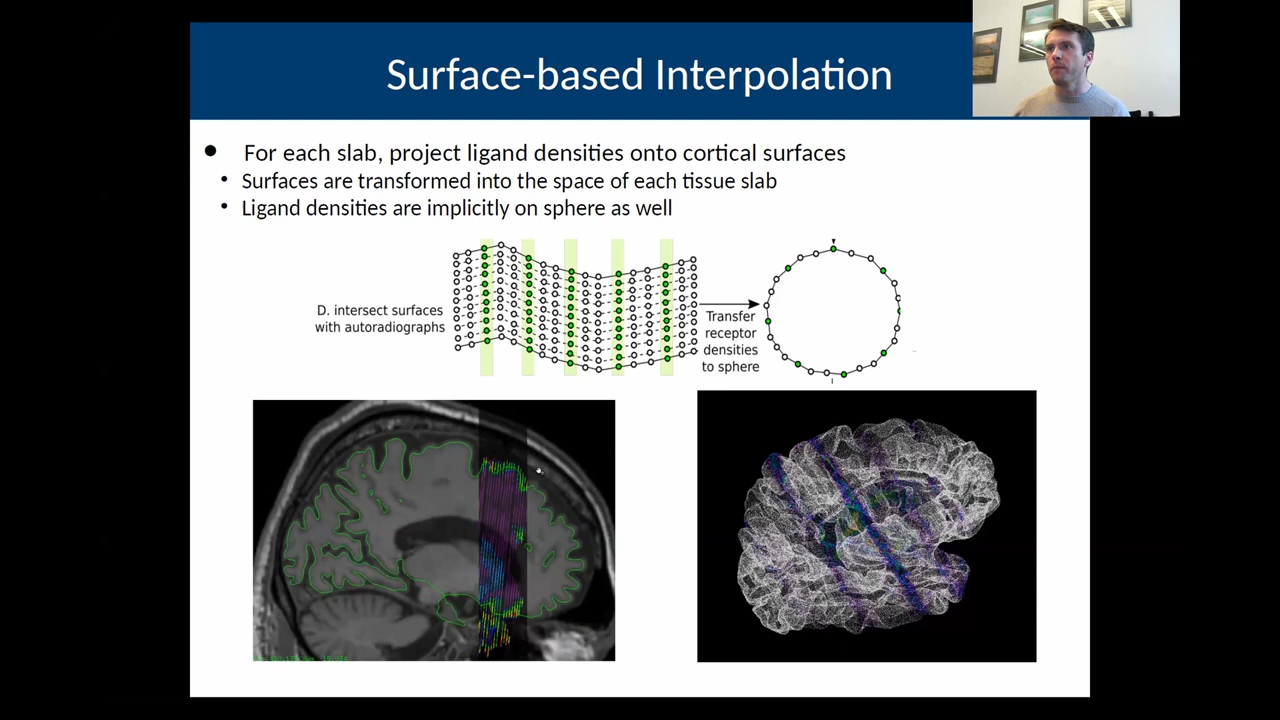 Surface-based Interpolation
For each slab, project ligand densities onto cortical surfaces
Surfaces are transformed into the space of each tissue slab
Ligand densities are implicitly on sphere as well
D. intersect surfaces
with autoradiographs
Transfer
receptor
densities
to sphere